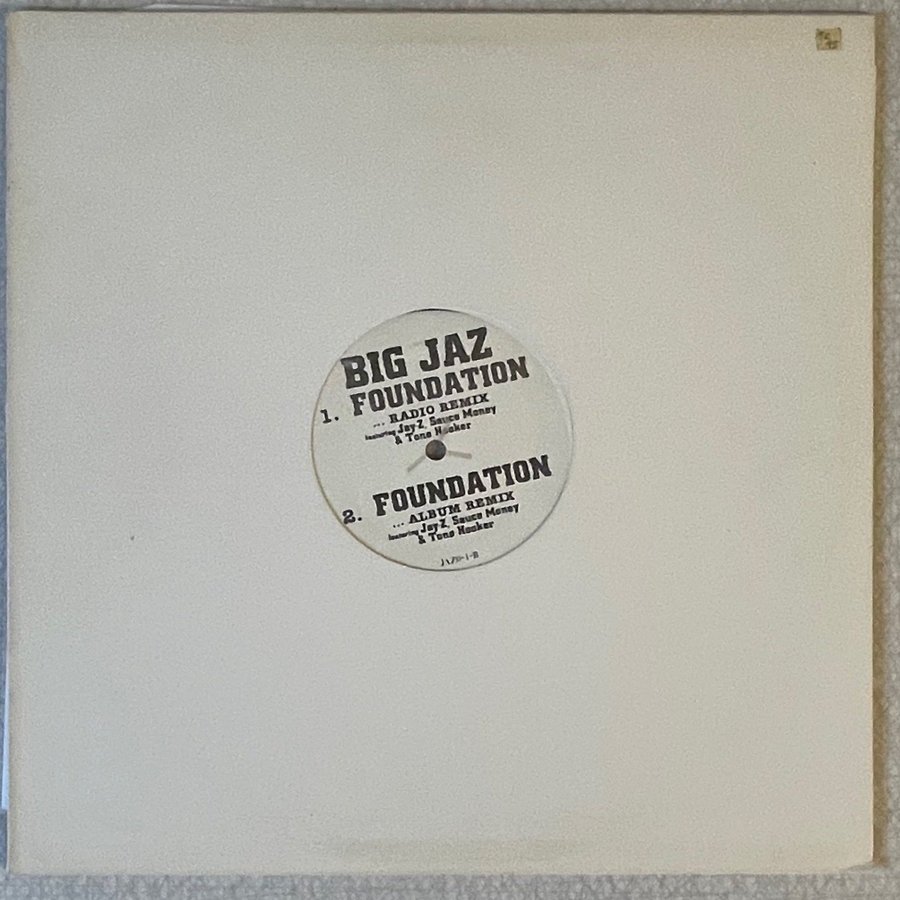 BIG JAZ
1. FOUNDATION
... RADIO REMIX
featuring Jay-Z, Sauce Money
& Tone Hooker
2. FOUNDATION
... ALBUM REMIX
featuring Jay-Z, Sauce Money
& Tone Hooker